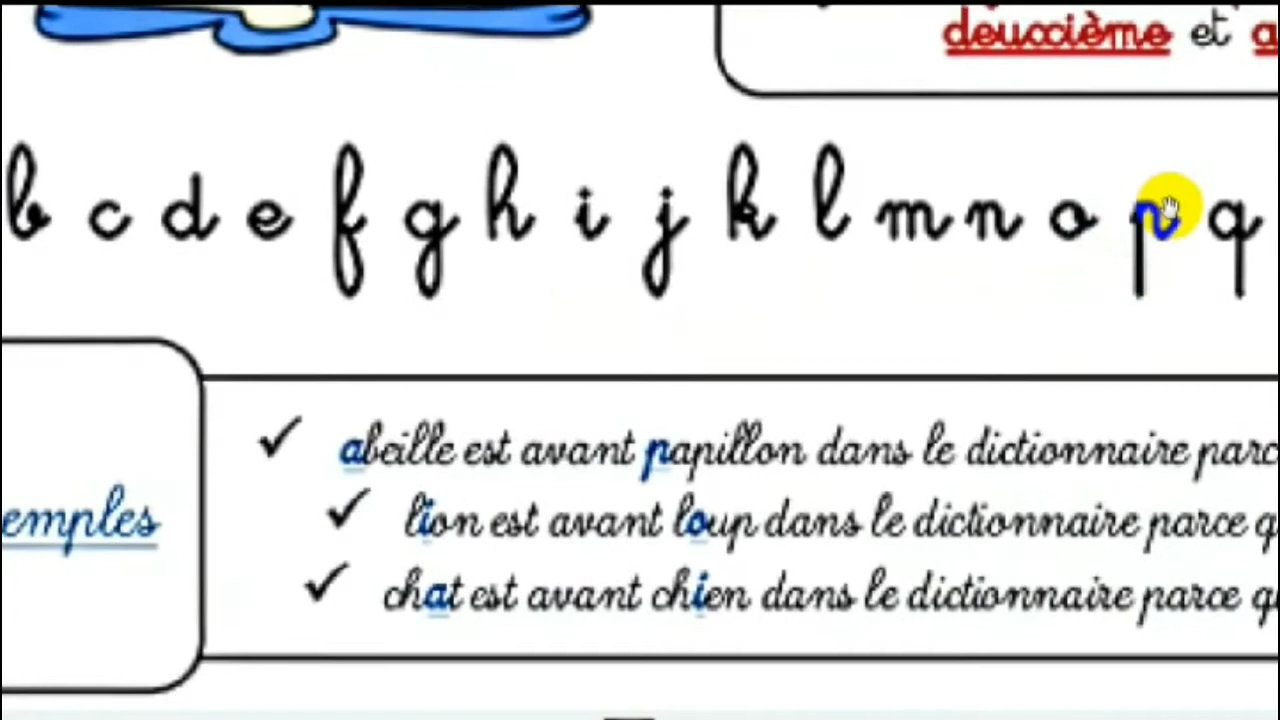 deuxième et
b c d e f g h i j k l m n o p q
abeille est avant papillon dans le dictionnaire parc
emples
lion est avant loup dans le dictionnaire parce q
chat est avant chien dans le dictionnaire parce q